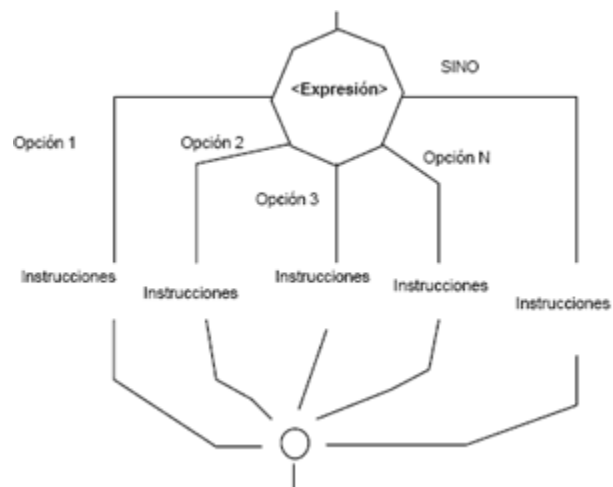 SINO
<Expresión>
Opción 1
Opción 2
Opción N
Opción 3
Instrucciones
Instrucciones
Instrucciones
Instrucciones
Instrucciones